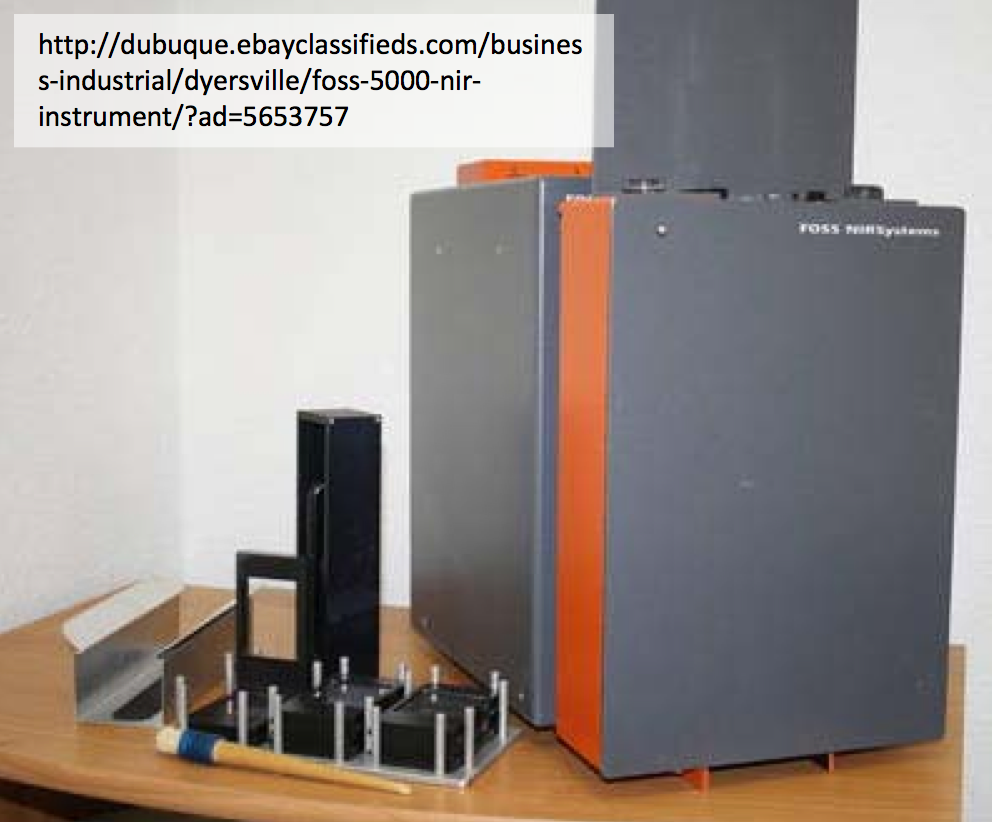 http://dubuque.ebayclassifieds.com/busines
s-industrial/dyersville/foss-5000-nir-
instrument/?ad=5653757
FOSS NIRSystems